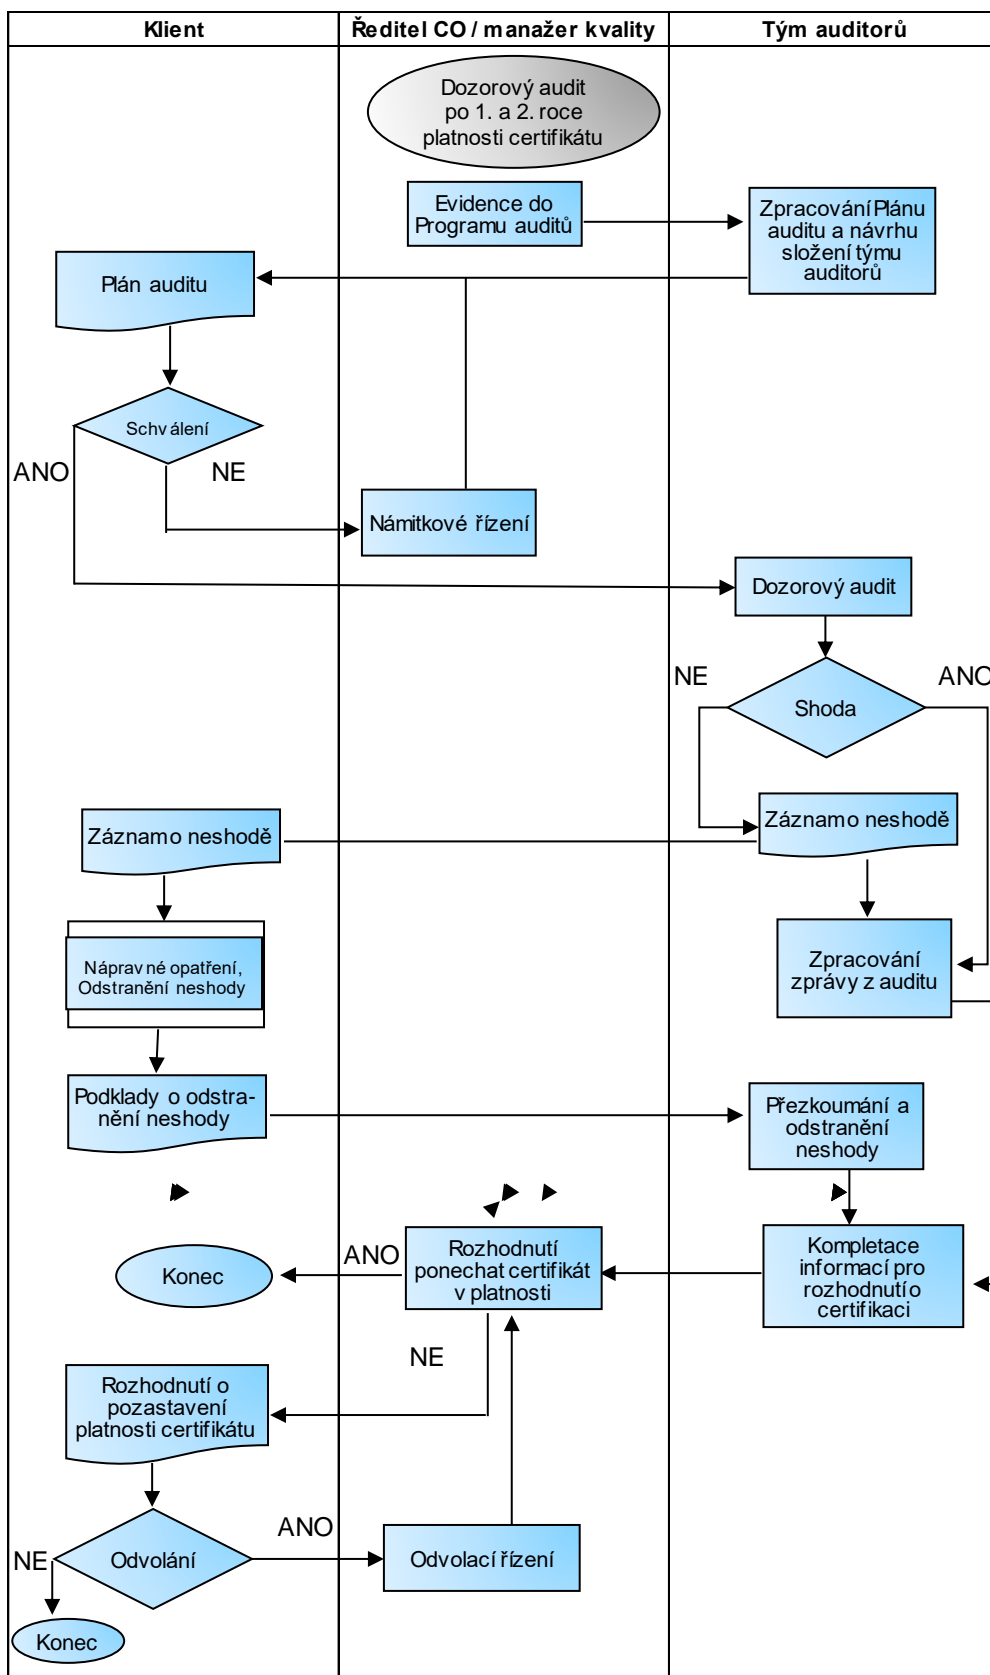 Klient
Ředitel CO / manažer kvality
Tým auditorů
Dozorový audit
po 1. a 2. roce
platnosti certifikátu
Evidence do
Programu auditů
Zpracování Plánu
auditu a návrhu
složení týmu
auditorů
Plán auditu
Schválení
ANO
NE
Námitkové řízení
Dozorový audit
NE
ANO
Shoda
Záznamo neshodě
Záznamo neshodě
Nápravné opatření,
Odstranění neshody
Zpracování
zprávy z auditu
Podklady o odstra-
nění neshody
Přezkoumání a
odstranění
neshody
Konec
ANO
Rozhodnutí
ponechat certifikát
v platnosti
Kompletace
informací pro
rozhodnutí o
certifikaci
NE
Rozhodnutí o
pozastavení
platnosti certifikátu
NE
Odvolání
ANO
Odvolací řízení
Konec